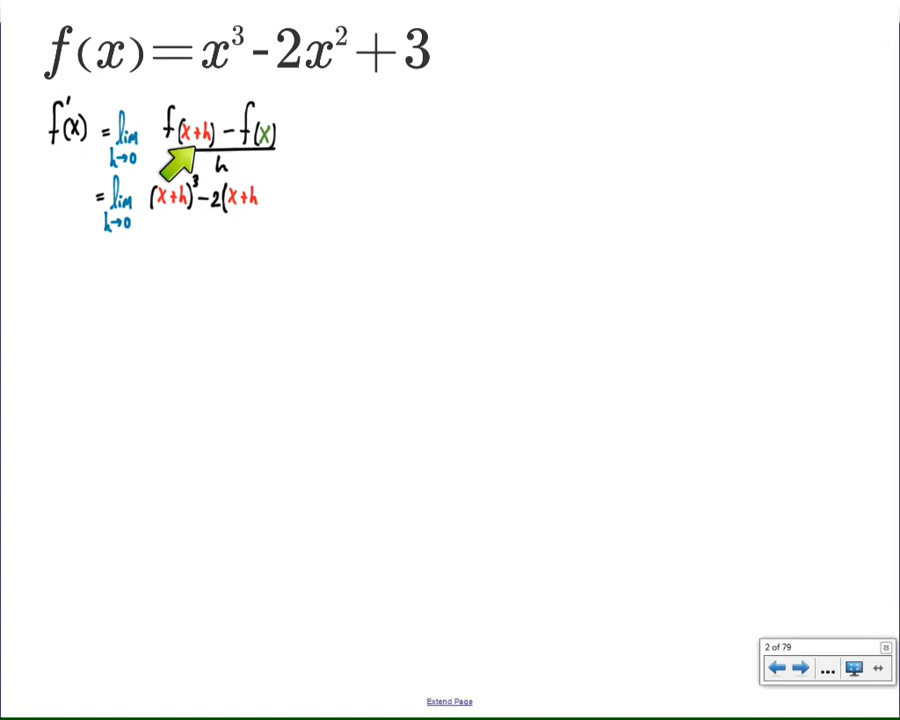 f(x)=x³-2x²+3
f'(x) = lim h→0 f(x+h) - f(x)
h
= lim h→0 (x+h)³ - 2(x+h
2 of 79
...
Extend Page